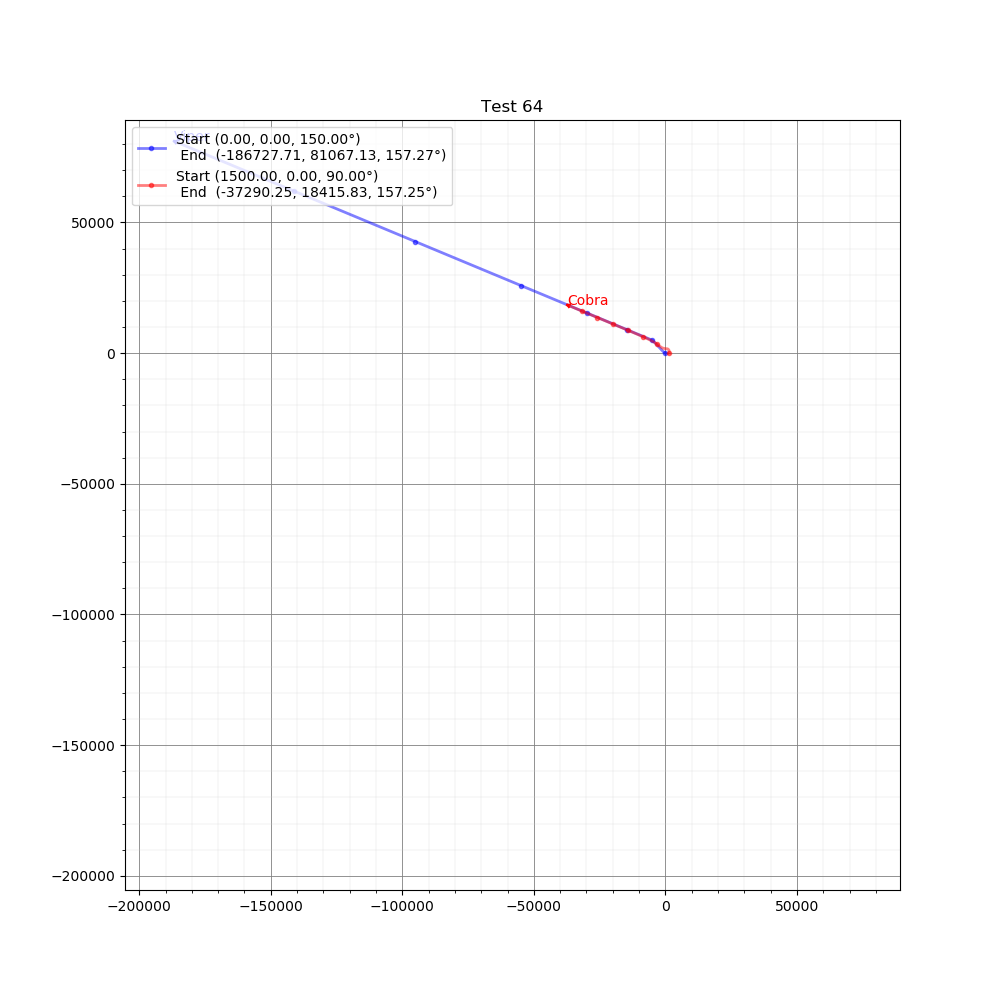 Test 64
Start (0.00, 0.00, 150.00°)
End (-186727.71, 81067.13, 157.27°)
Start (1500.00, 0.00, 90.00°)
End (-37290.25, 18415.83, 157.25°)
Cobra
50000
0
−50000
−100000
−150000
−200000
−200000 −150000 −100000 −50000 0 50000